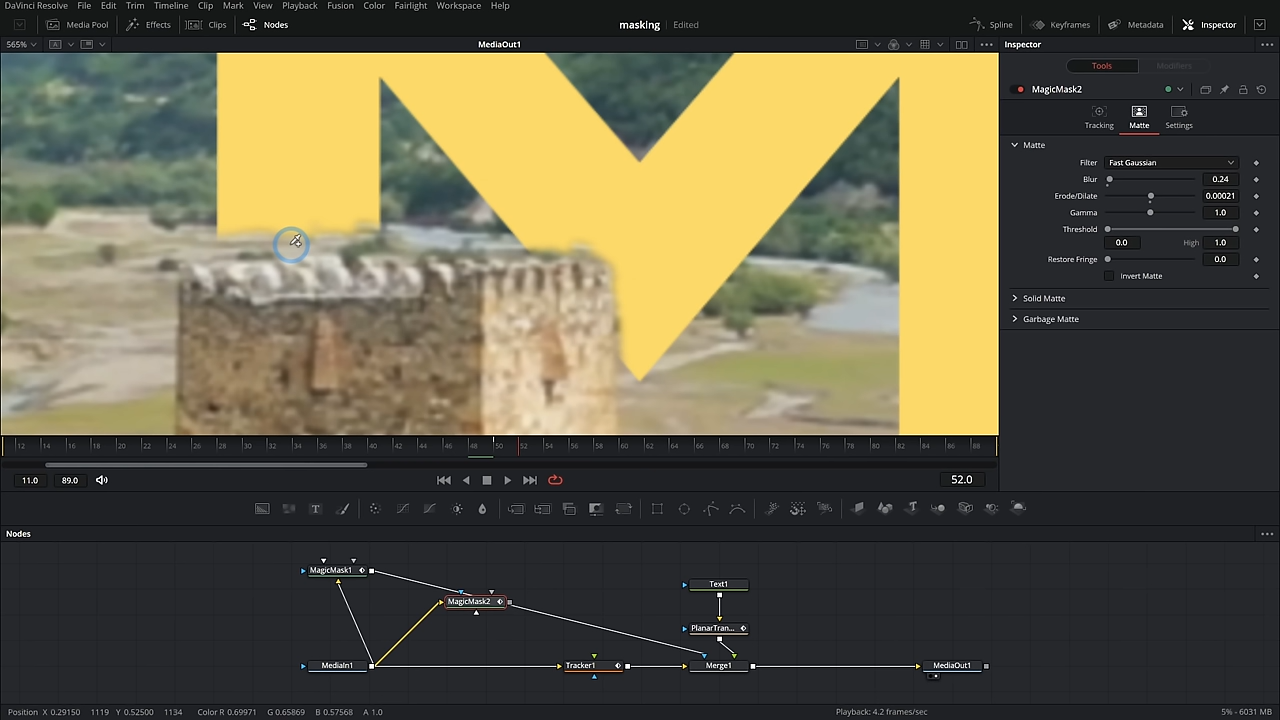 DaVinci Resolve File Edit Trim Timeline Clip Mark View Playback Fusion Color Fairlight Workspace Help
Media Pool Effects Clips Nodes masking Edited Spline Keyframes Metadata Inspector
565% MediaOut1 Inspector
Tools Modifiers
MagicMask2
Tracking Matte Settings
Matte
Filter Fast Gaussian
Blur 0.24
Erode/Dilate 0.00021
Gamma 1.0
Threshold
0.0 High 1.0
Restore Fringe 0.0
Invert Matte
Solid Matte
Garbage Matte
M
12 14 16 18 20 22 24 26 28 30 32 34 36 38 40 42 44 46 48 50 52 54 56 58 60 62 64 66 68 70 72 74 76 78 80 82 84 86 88
11.0 89.0 52.0
Nodes
MagicMask1
MagicMask2
Text1
PlanarTran...
MediaIn1 Tracker1 Merge1 MediaOut1
Position X 0.29150 1119 Y 0.52500 1134 Color R 0.69971 G 0.65869 B 0.57568 A 1.0 Playback: 4.2 frames/sec 5% - 6031 MB